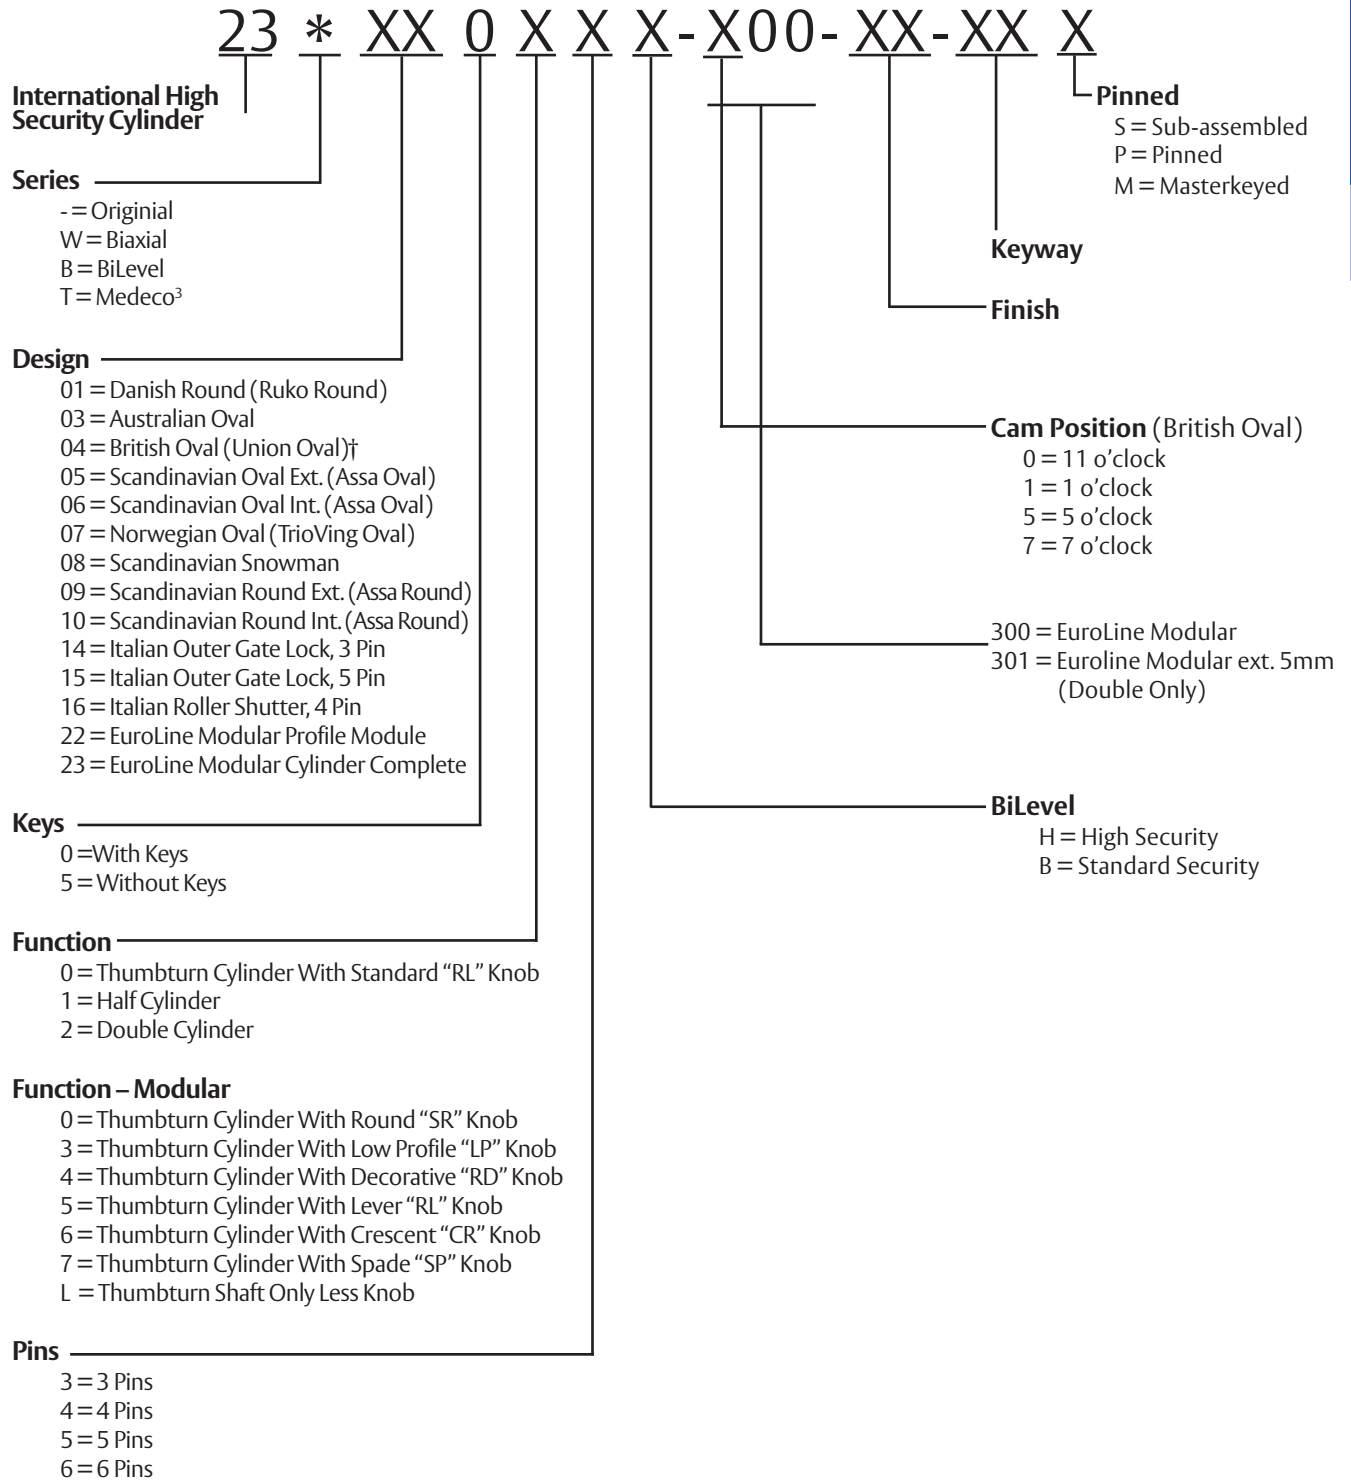 23 * XX 0 X X X-X00-XX-XX X
International High
Security Cylinder
Series
- = Originial
W = Biaxial
B = BiLevel
T = Medeco³
Design
01 = Danish Round (Ruko Round)
03 = Australian Oval
04 = British Oval (Union Oval)†
05 = Scandinavian Oval Ext. (Assa Oval)
06 = Scandinavian Oval Int. (Assa Oval)
07 = Norwegian Oval (TrioVing Oval)
08 = Scandinavian Snowman
09 = Scandinavian Round Ext. (Assa Round)
10 = Scandinavian Round Int. (Assa Round)
14 = Italian Outer Gate Lock, 3 Pin
15 = Italian Outer Gate Lock, 5 Pin
16 = Italian Roller Shutter, 4 Pin
22 = EuroLine Modular Profile Module
23 = EuroLine Modular Cylinder Complete
Keys
0 =With Keys
5 = Without Keys
Function
0 = Thumbturn Cylinder With Standard “RL” Knob
1 = Half Cylinder
2 = Double Cylinder
Function – Modular
0 = Thumbturn Cylinder With Round “SR” Knob
3 = Thumbturn Cylinder With Low Profile “LP” Knob
4 = Thumbturn Cylinder With Decorative “RD” Knob
5 = Thumbturn Cylinder With Lever “RL” Knob
6 = Thumbturn Cylinder With Crescent “CR” Knob
7 = Thumbturn Cylinder With Spade “SP” Knob
L = Thumbturn Shaft Only Less Knob
Pins
3 = 3 Pins
4 = 4 Pins
5 = 5 Pins
6 = 6 Pins
Pinned
S = Sub-assembled
P = Pinned
M = Masterkeyed
Keyway
Finish
Cam Position (British Oval)
0 = 11 o’clock
1 = 1 o’clock
5 = 5 o’clock
7 = 7 o’clock
300 = EuroLine Modular
301 = Euroline Modular ext. 5mm
(Double Only)
BiLevel
H = High Security
B = Standard Security